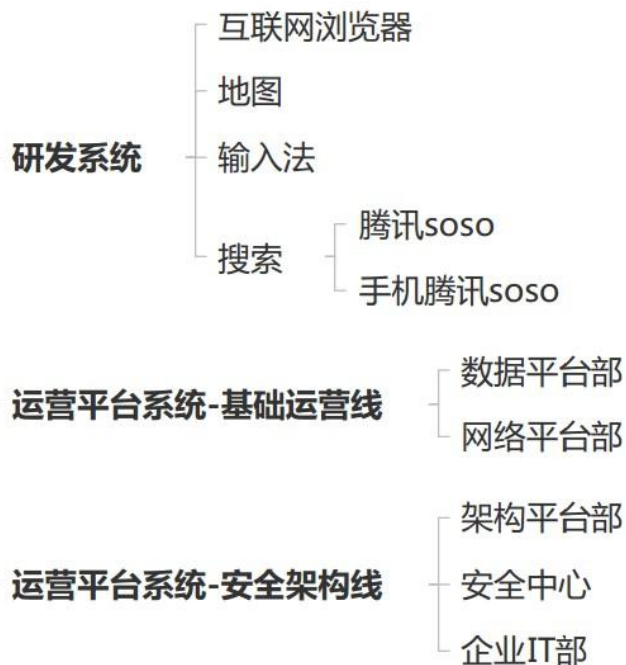 研发系统
互联网浏览器
地图
输入法
搜索
腾讯soso
手机腾讯soso
运营平台系统-基础运营线
数据平台部
网络平台部
运营平台系统-安全架构线
架构平台部
安全中心
企业IT部